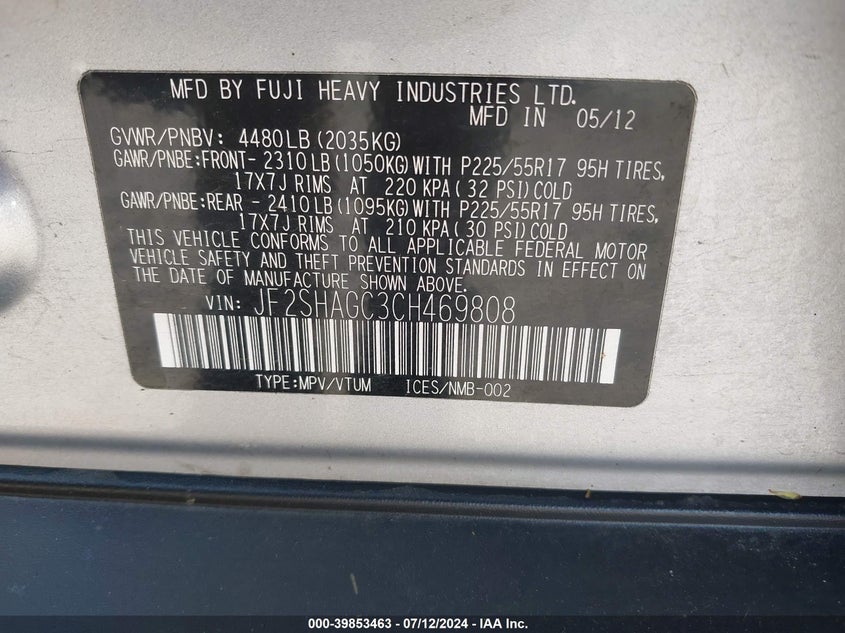 MFD BY FUJI HEAVY INDUSTRIES LTD.
MFD IN 05/12
GVWR/PNBV: 4480LB (2035KG)
GAWR/PNBE:FRONT- 2310LB (1050KG) WITH P225/55R17 95H TIRES,
17X7J RIMS AT 220 KPA ( 32 PSI) COLD
GAWR/PNBE:REAR - 2410LB (1095KG) WITH P225/55R17 95H TIRES,
17X7J RIMS AT 210 KPA ( 30 PSI) COLD
THIS VEHICLE CONFORMS TO ALL APPLICABLE FEDERAL MOTOR
VEHICLE SAFETY AND THEFT PREVENTION STANDARDS IN EFFECT ON
THE DATE OF MANUFACTURE SHOWN ABOVE.
VIN: JF2SHAGC3CH469808
TYPE:MPV/VTUM ICES/NMB-002
000-39853463 - 07/12/2024 - IAA Inc.